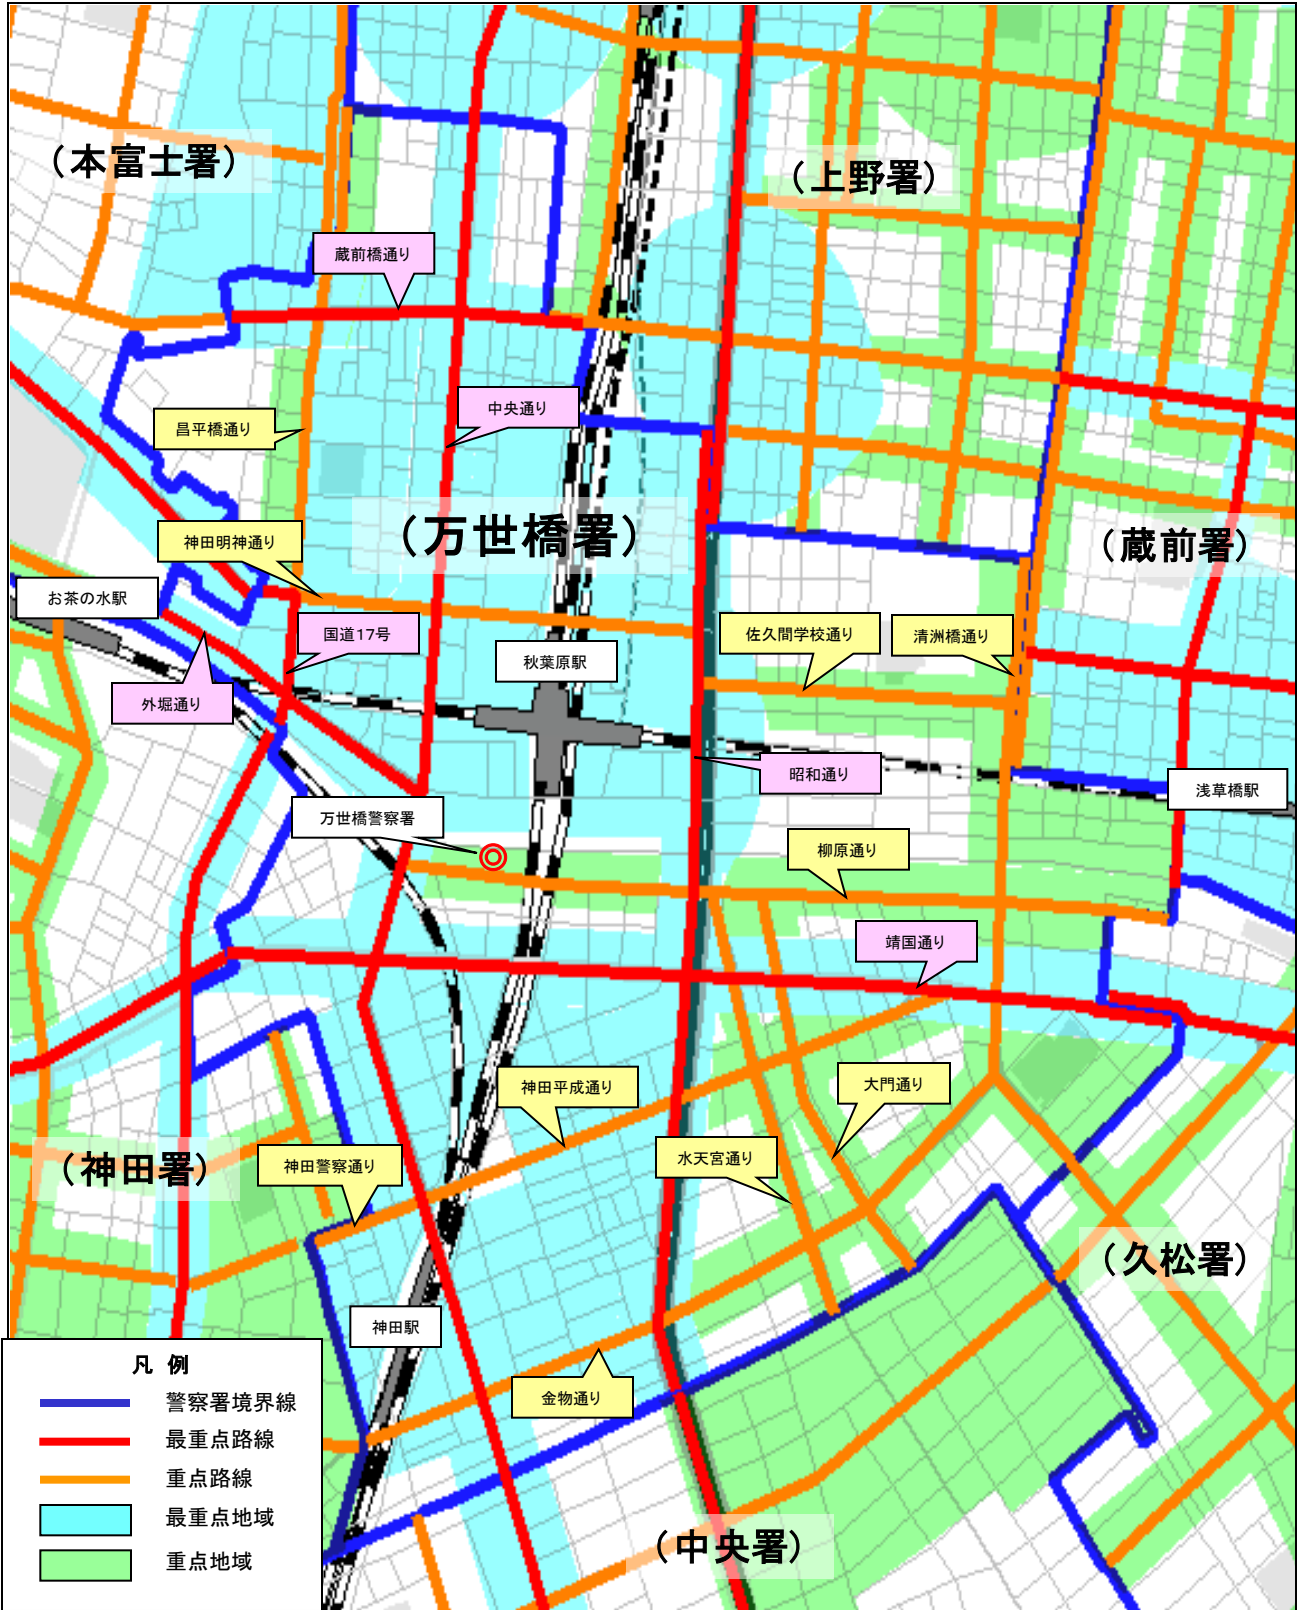 （本富士署）
（上野署）
蔵前橋通り
中央通り
昌平橋通り
（万世橋署）
（蔵前署）
神田明神通り
お茶の水駅
国道17号
佐久間学校通り
清洲橋通り
秋葉原駅
外堀通り
昭和通り
浅草橋駅
万世橋警察署
柳原通り
靖国通り
神田平成通り
大門通り
神田警察通り
水天宮通り
（神田署）
（久松署）
神田駅
金物通り
（中央署）
凡 例
警察署境界線
最重点路線
重点路線
最重点地域
重点地域